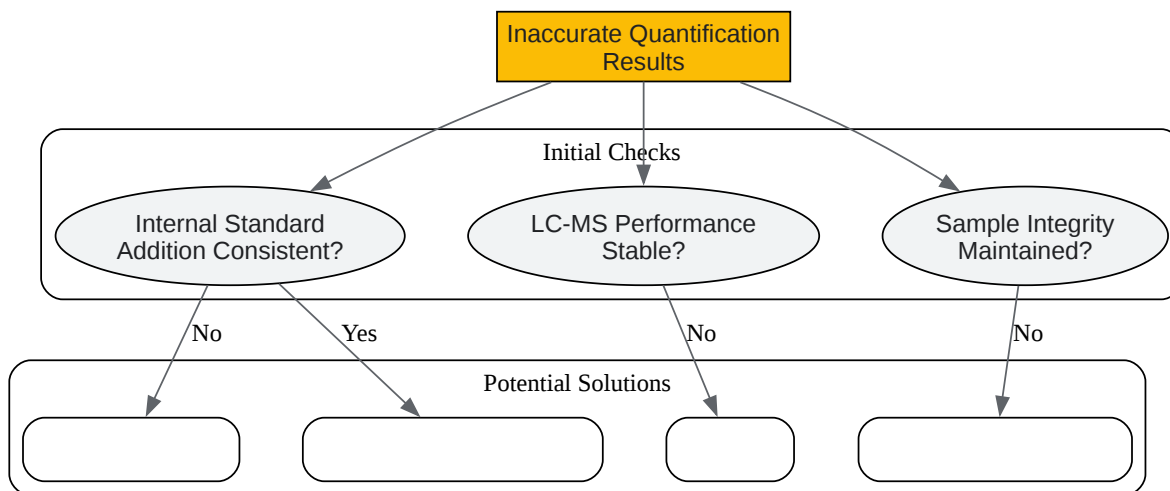 Inaccurate Quantification
Results
Initial Checks
Internal Standard
Addition Consistent?
LC-MS Performance
Stable?
Sample Integrity
Maintained?
No
Yes
No
No
Potential Solutions